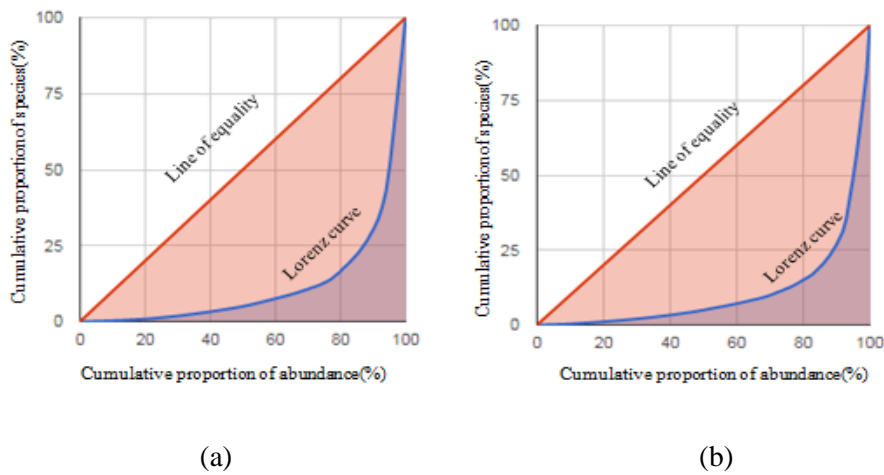 100
75
50
25
0
Cumulative proportion of species(%)
Line of equality
Lorenz curve
0 20 40 60 80 100
Cumulative proportion of abundance(%)
(a)
100
75
50
25
0
Cumulative proportion of species(%)
Line of equality
Lorenz curve
0 20 40 60 80 100
Cumulative proportion of abundance(%)
(b)